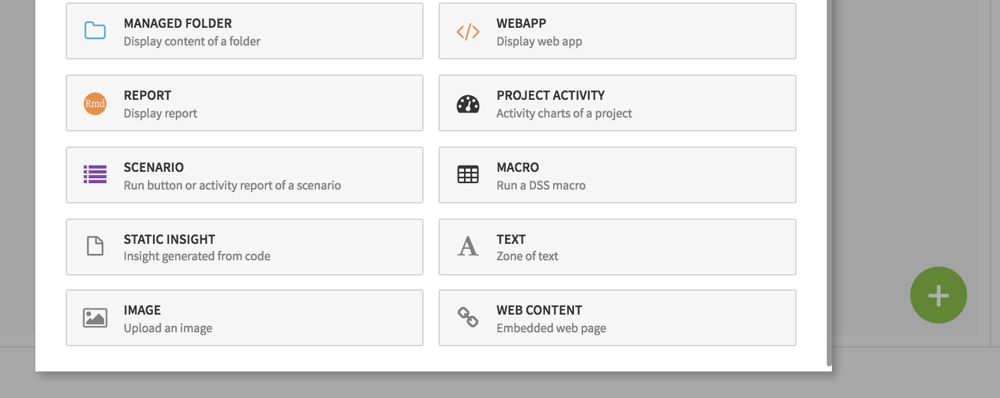 MANAGED FOLDER
Display content of a folder
WEBAPP
Display web app
Rmd
REPORT
Display report
PROJECT ACTIVITY
Activity charts of a project
SCENARIO
Run button or activity report of a scenario
MACRO
Run a DSS macro
STATIC INSIGHT
Insight generated from code
A
TEXT
Zone of text
IMAGE
Upload an image
WEB CONTENT
Embedded web page